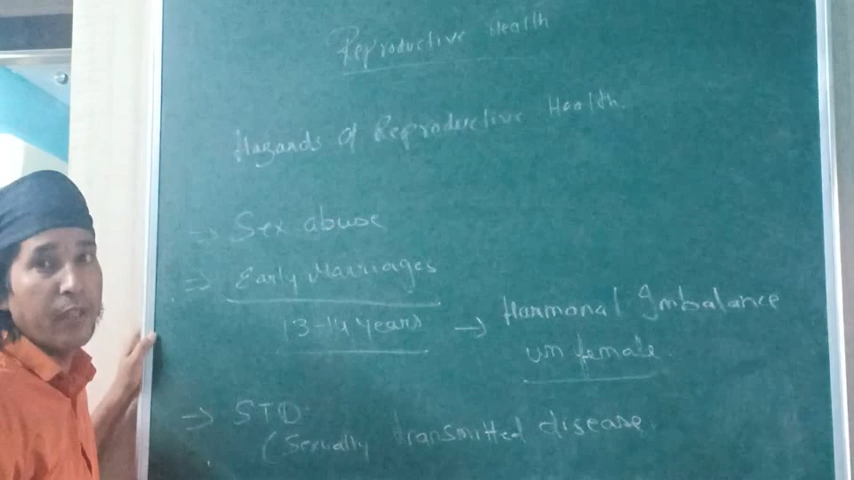 Reproductive Health
Hazards of Reproductive Health.
→ Sex abuse
⇒ Early Marriages
13-14 years → Harmonal Imbalance
in female.
→ STD:
(Sexually transmitted disease.